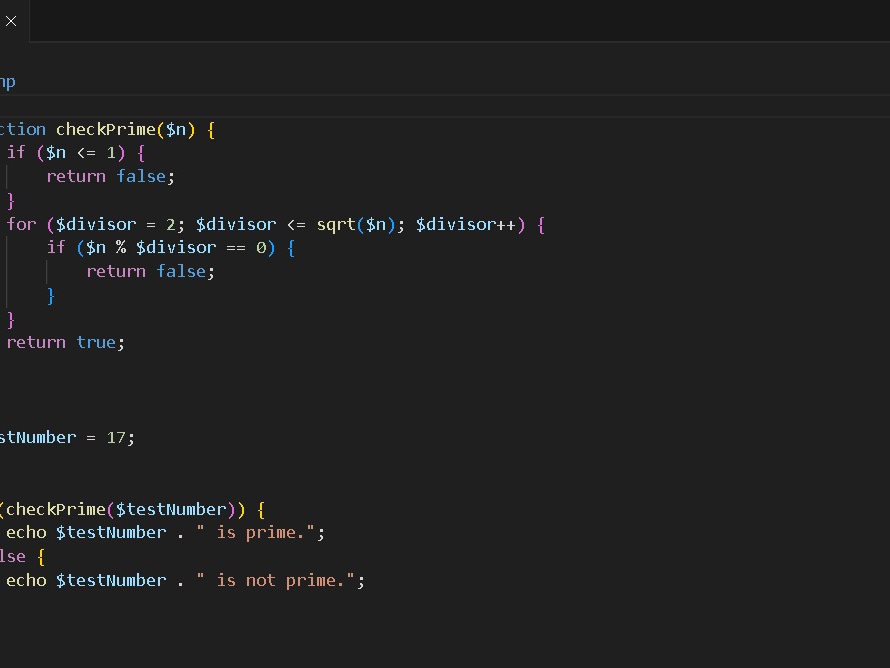 hp
ction checkPrime($n) {
if ($n <= 1) {
return false;
}
for ($divisor = 2; $divisor <= sqrt($n); $divisor++) {
if ($n % $divisor == 0) {
return false;
}
}
return true;
stNumber = 17;
(checkPrime($testNumber)) {
echo $testNumber . " is prime.";
lse {
echo $testNumber . " is not prime.";